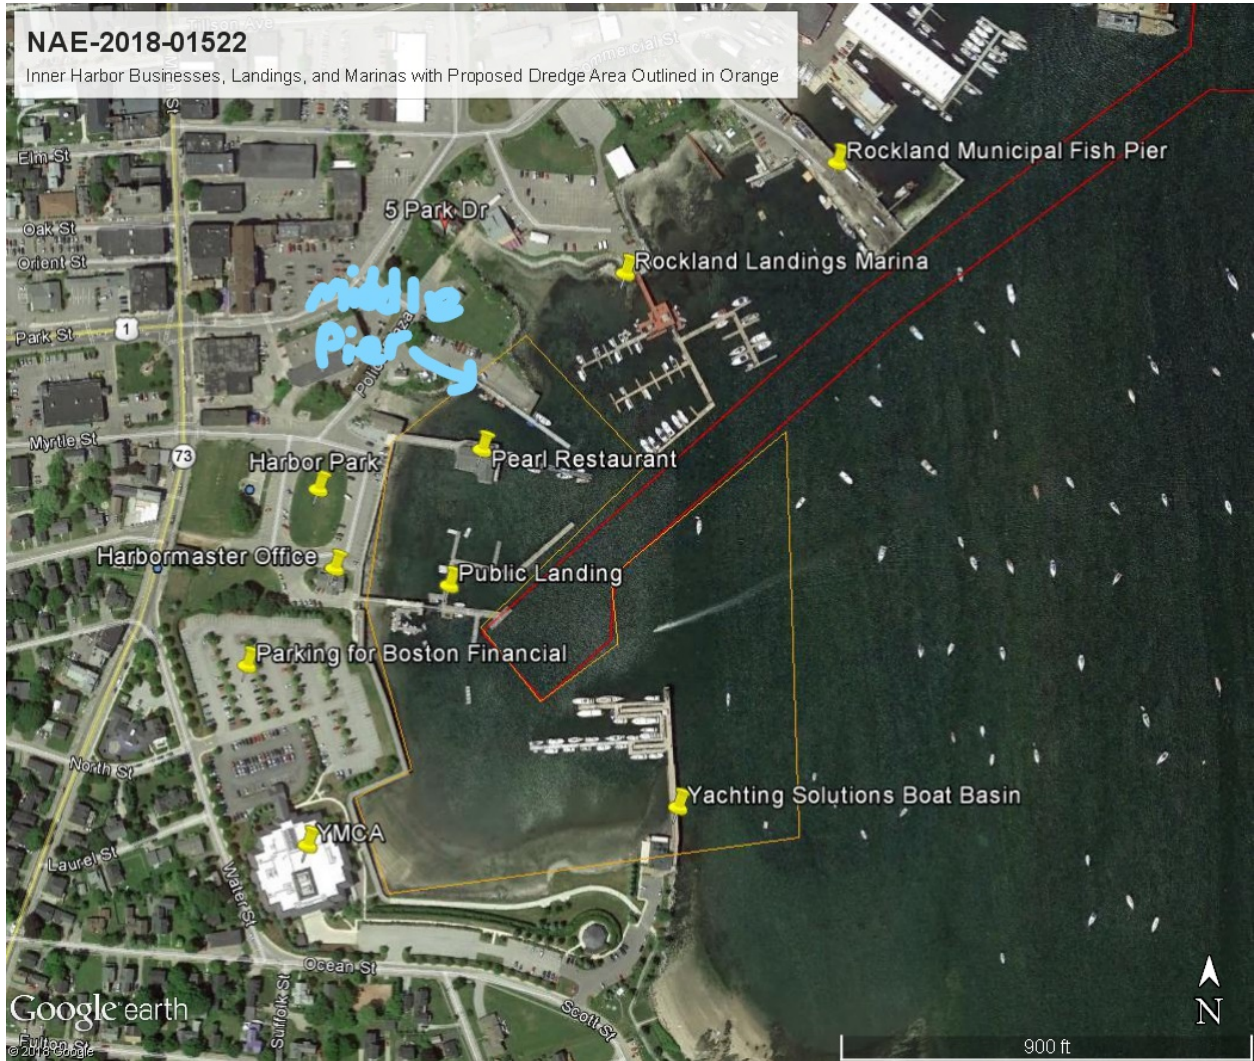 NAE-2018-01522
Inner Harbor Businesses, Landings, and Marinas with Proposed Dredge Area Outlined in Orange
Tillson Ave
Main St
Elm St
Rockland Municipal Fish Pier
5 Park Dr
Oak St
Orient St
Rockland Landings Marina
Middle
Pier
1
Park St
Myrtle St
73
Harbor Park
Pearl Restaurant
Harbormaster Office
Public Landing
Parking for Boston Financial
North St
Yachting Solutions Boat Basin
YMCA
Laurel St
Water St
Ocean St
Suffolk St
Scott St
Google earth
Fulton St
© 2018 Google
N
900 ft